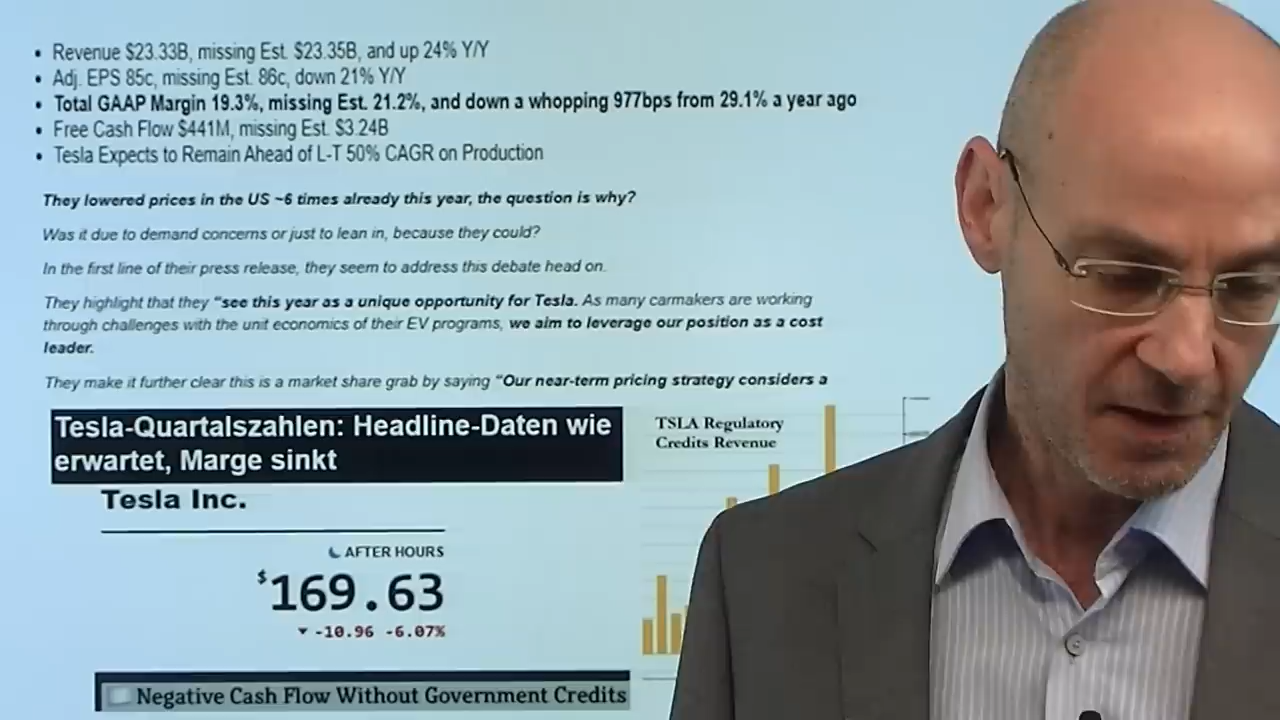 • Revenue $23.33B, missing Est. $23.35B, and up 24% Y/Y
• Adj. EPS 85c, missing Est. 86c, down 21% Y/Y
• Total GAAP Margin 19.3%, missing Est. 21.2%, and down a whopping 977bps from 29.1% a year ago
• Free Cash Flow $441M, missing Est. $3.24B
• Tesla Expects to Remain Ahead of L-T 50% CAGR on Production
They lowered prices in the US ~6 times already this year, the question is why?
Was it due to demand concerns or just to lean in, because they could?
In the first line of their press release, they seem to address this debate head on.
They highlight that they “see this year as a unique opportunity for Tesla. As many carmakers are working
through challenges with the unit economics of their EV programs, we aim to leverage our position as a cost
leader.
They make it further clear this is a market share grab by saying “Our near-term pricing strategy considers a
Tesla-Quartalszahlen: Headline-Daten wie
erwartet, Marge sinkt
Tesla Inc.
AFTER HOURS
$169.63
▼ -10.96 -6.07%
Negative Cash Flow Without Government Credits
TSLA Regulatory
Credits Revenue